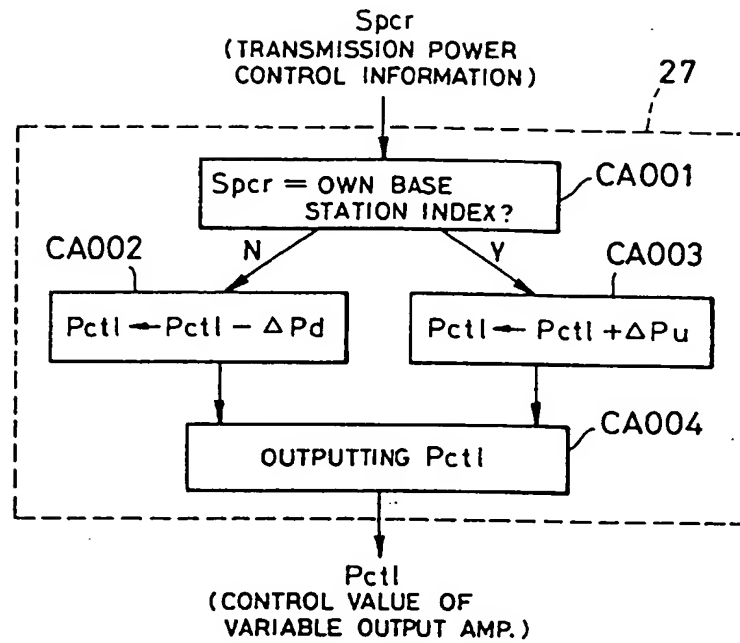 Spcr
(TRANSMISSION POWER
CONTROL INFORMATION)
27
Spcr = OWN BASE
STATION INDEX?
CA001
N
Y
CA002
CA003
Pctl ← Pctl – ΔPd
Pctl ← Pctl + ΔPu
CA004
OUTPUTTING Pctl
Pctl
(CONTROL VALUE OF
VARIABLE OUTPUT AMP.)